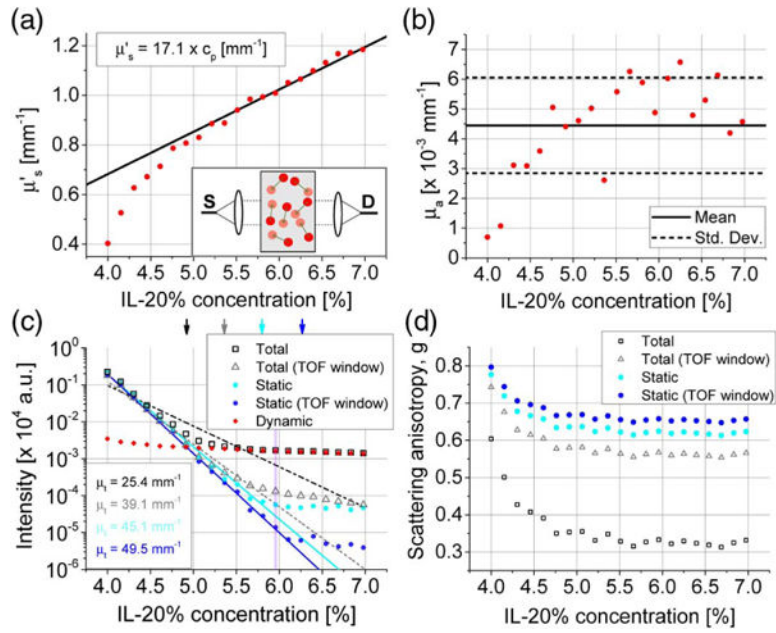 (a)
μ's = 17.1 x cp [mm⁻¹]
1.2
1.0
0.8
0.6
0.4
μ's [mm⁻¹]
S
D
4.0 4.5 5.0 5.5 6.0 6.5 7.0
IL-20% concentration [%]
(b)
7
6
5
4
3
2
1
0
μa [x 10⁻³ mm⁻¹]
Mean
Std. Dev.
4.0 4.5 5.0 5.5 6.0 6.5 7.0
IL-20% concentration [%]
(c)
10⁰
10⁻¹
10⁻²
10⁻³
10⁻⁴
10⁻⁵
10⁻⁶
Intensity [x 10⁴ a.u.]
Total
Total (TOF window)
Static
Static (TOF window)
Dynamic
μt = 25.4 mm⁻¹
μt = 39.1 mm⁻¹
μt = 45.1 mm⁻¹
μt = 49.5 mm⁻¹
4.0 4.5 5.0 5.5 6.0 6.5 7.0
IL-20% concentration [%]
(d)
0.8
0.7
0.6
0.5
0.4
0.3
Scattering anisotropy, g
Total
Total (TOF window)
Static
Static (TOF window)
4.0 4.5 5.0 5.5 6.0 6.5 7.0
IL-20% concentration [%]